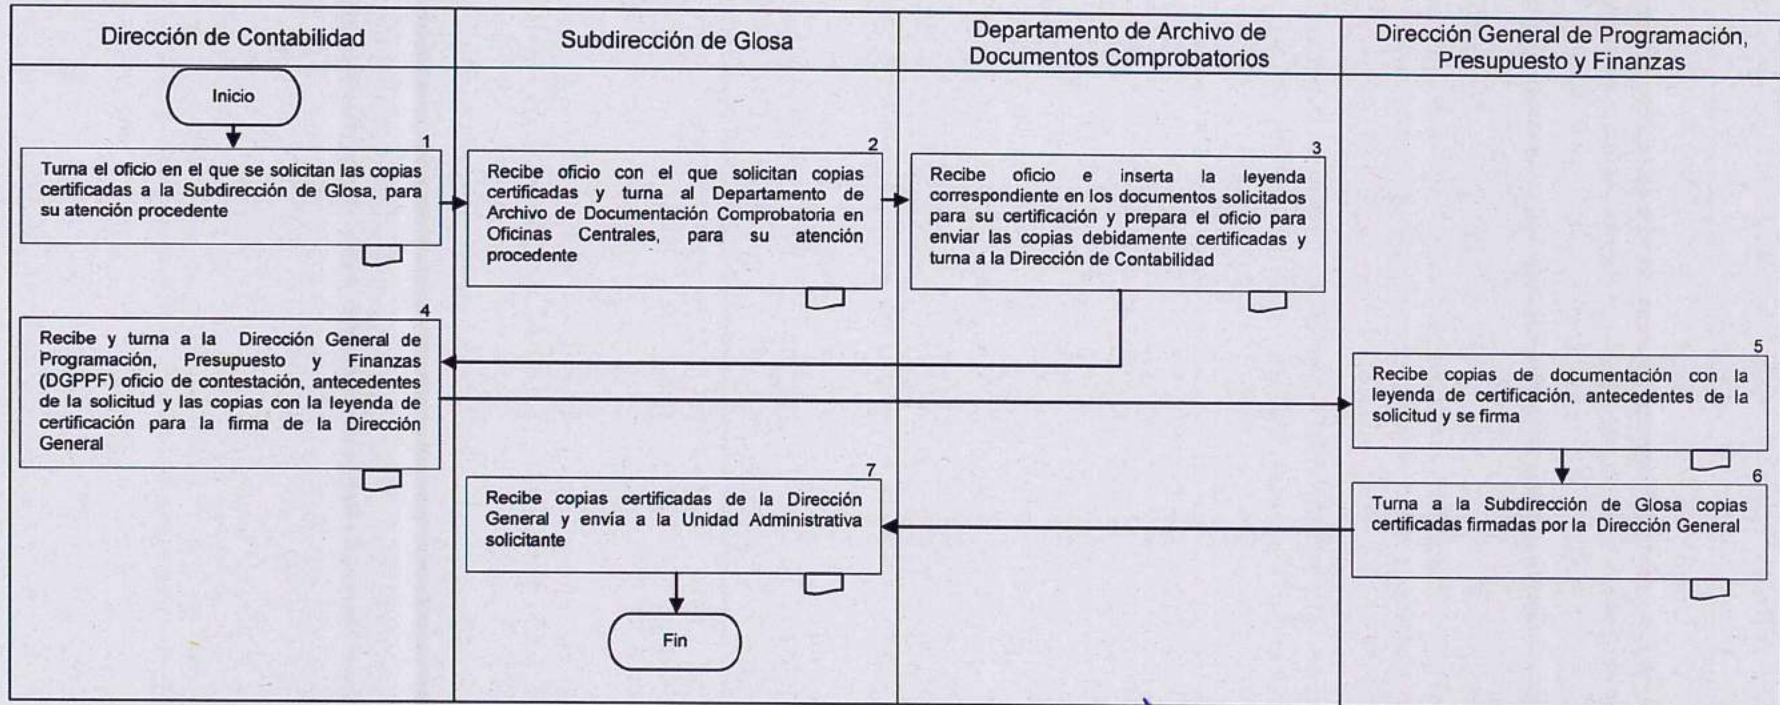 Dirección de Contabilidad
Subdirección de Glosa
Departamento de Archivo de
Documentos Comprobatorios
Dirección General de Programación,
Presupuesto y Finanzas
Inicio
1
Turna el oficio en el que se solicitan las copias
certificadas a la Subdirección de Glosa, para
su atención procedente
2
Recibe oficio con el que solicitan copias
certificadas y turna al Departamento de
Archivo de Documentación Comprobatoria en
Oficinas Centrales, para su atención
procedente
3
Recibe oficio e inserta la leyenda
correspondiente en los documentos solicitados
para su certificación y prepara el oficio para
enviar las copias debidamente certificadas y
turna a la Dirección de Contabilidad
4
Recibe y turna a la Dirección General de
Programación, Presupuesto y Finanzas
(DGPPF) oficio de contestación, antecedentes
de la solicitud y las copias con la leyenda de
certificación para la firma de la Dirección
General
5
Recibe copias de documentación con la
leyenda de certificación, antecedentes de la
solicitud y se firma
6
Turna a la Subdirección de Glosa copias
certificadas firmadas por la Dirección General
7
Recibe copias certificadas de la Dirección
General y envía a la Unidad Administrativa
solicitante
Fin